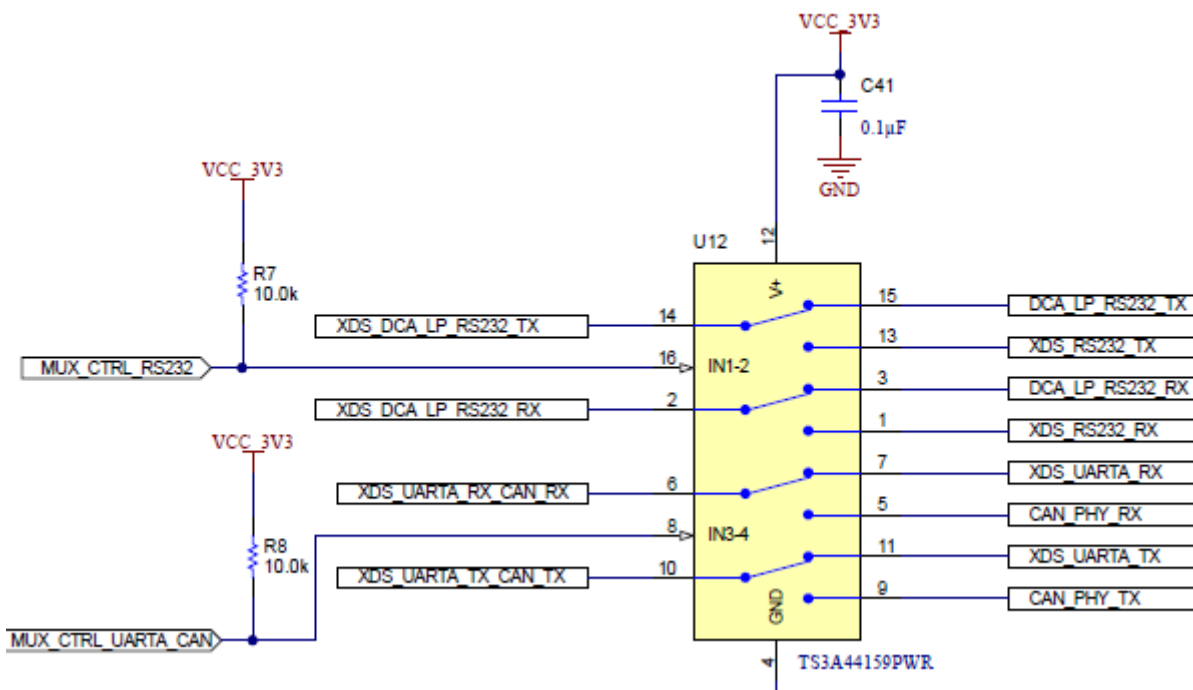 VCC_3V3
C41
0.1µF
GND
VCC_3V3
R7
10.0k
U12
12
V+
XDS_DCA_LP_RS232_TX
14
15
DCA_LP_RS232_TX
13
XDS_RS232_TX
MUX_CTRL_RS232
16
IN1-2
3
DCA_LP_RS232_RX
XDS_DCA_LP_RS232_RX
2
1
XDS_RS232_RX
VCC_3V3
7
XDS_UARTA_RX
XDS_UARTA_RX_CAN_RX
6
5
CAN_PHY_RX
8
IN3-4
R8
10.0k
11
XDS_UARTA_TX
XDS_UARTA_TX_CAN_TX
10
9
CAN_PHY_TX
GND
MUX_CTRL_UARTA_CAN
4
TS3A44159PWR